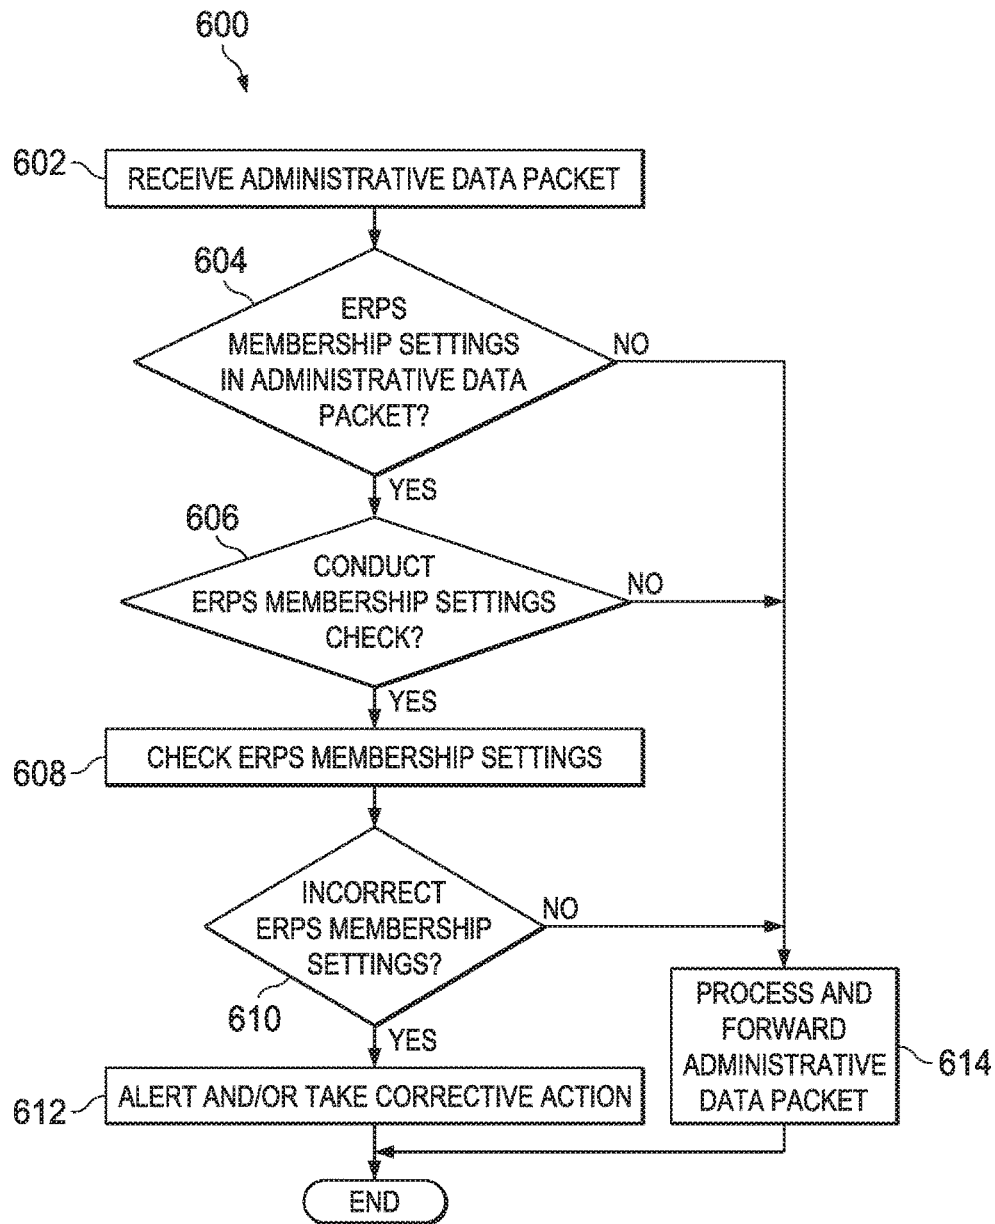 600
602
RECEIVE ADMINISTRATIVE DATA PACKET
604
ERPS
MEMBERSHIP SETTINGS
IN ADMINISTRATIVE DATA
PACKET?
NO
YES
606
CONDUCT
ERPS MEMBERSHIP SETTINGS
CHECK?
NO
YES
608
CHECK ERPS MEMBERSHIP SETTINGS
INCORRECT
ERPS MEMBERSHIP
SETTINGS?
NO
610
YES
PROCESS AND
FORWARD
ADMINISTRATIVE
DATA PACKET
614
612
ALERT AND/OR TAKE CORRECTIVE ACTION
END